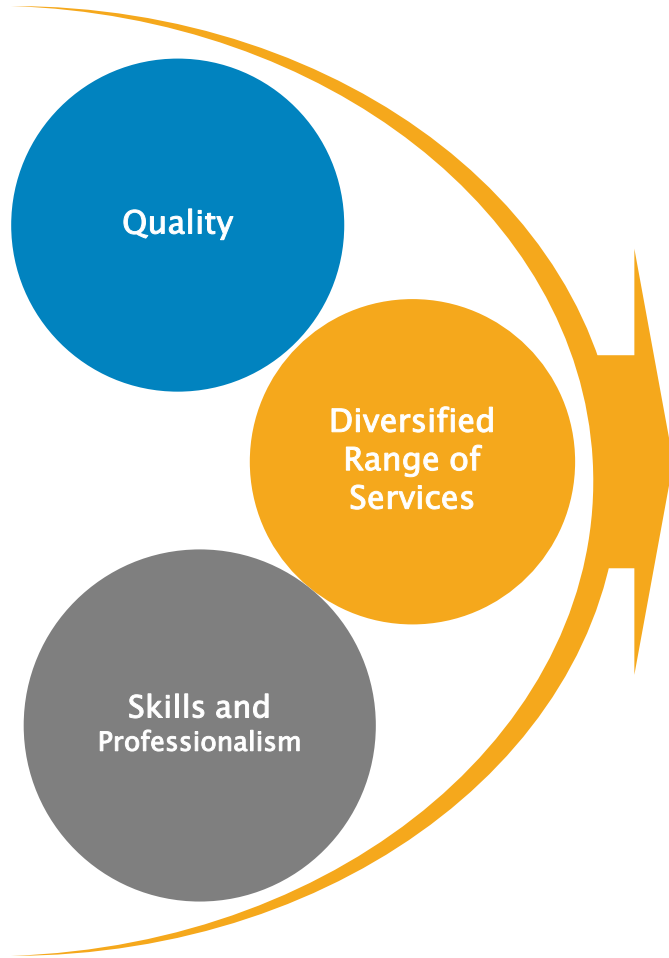 Quality
Diversified
Range of
Services
Skills and
Professionalism